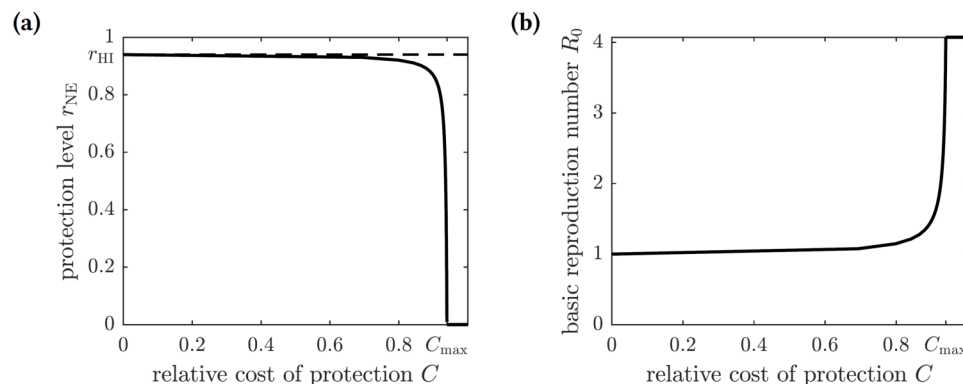 (a)
1
r_HI
0.8
0.6
0.4
0.2
0
protection level r_NE
0 0.2 0.4 0.6 0.8 C_max
relative cost of protection C
(b)
4
3
2
1
0
basic reproduction number R_0
0 0.2 0.4 0.6 0.8 C_max
relative cost of protection C